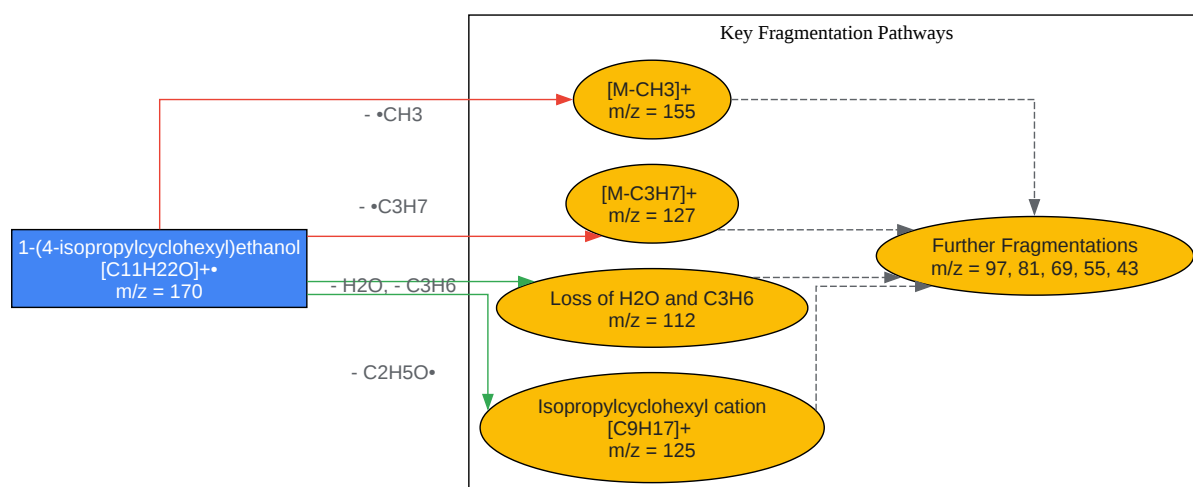 Key Fragmentation Pathways
[M-CH3]+
m/z = 155
- •CH3
[M-C3H7]+
m/z = 127
- •C3H7
1-(4-isopropylcyclohexyl)ethanol
[C11H22O]+•
m/z = 170
Further Fragmentations
m/z = 97, 81, 69, 55, 43
- H2O, - C3H6
Loss of H2O and C3H6
m/z = 112
- C2H5O•
Isopropylcyclohexyl cation
[C9H17]+
m/z = 125